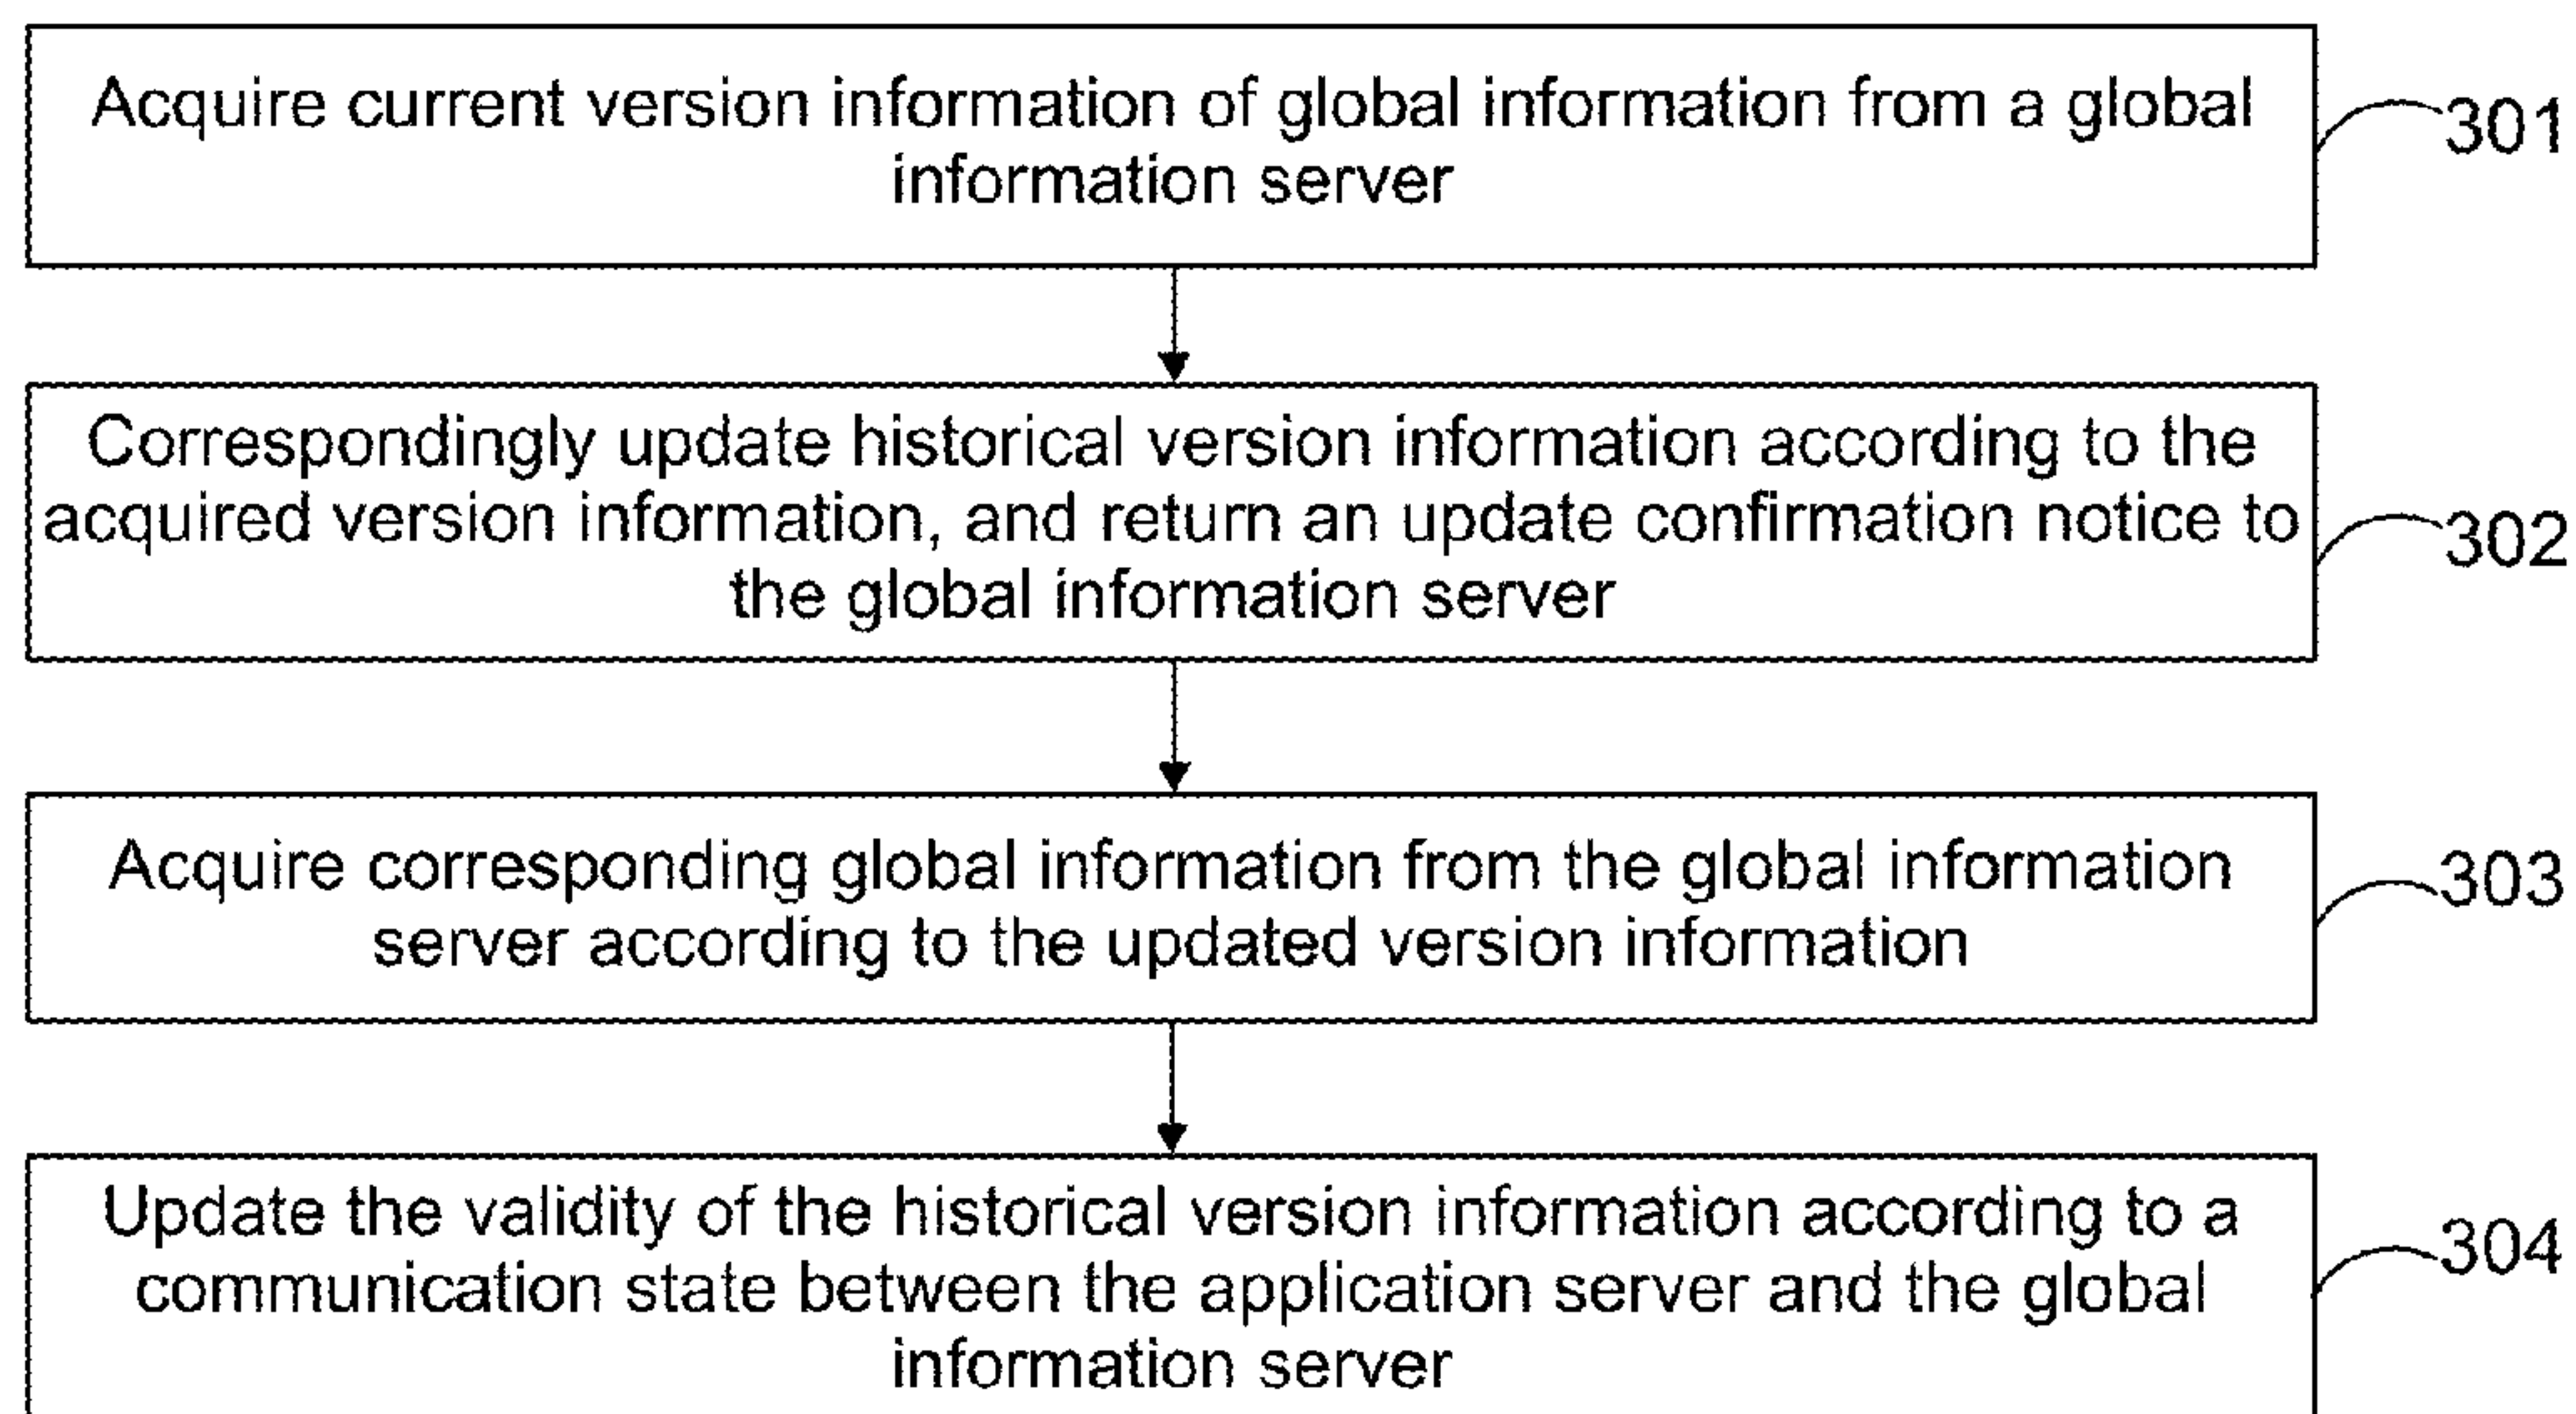 Acquire current version information of global information from a global
information server
301
Correspondingly update historical version information according to the
acquired version information, and return an update confirmation notice to
the global information server
302
Acquire corresponding global information from the global information
server according to the updated version information
303
Update the validity of the historical version information according to a
communication state between the application server and the global
information server
304